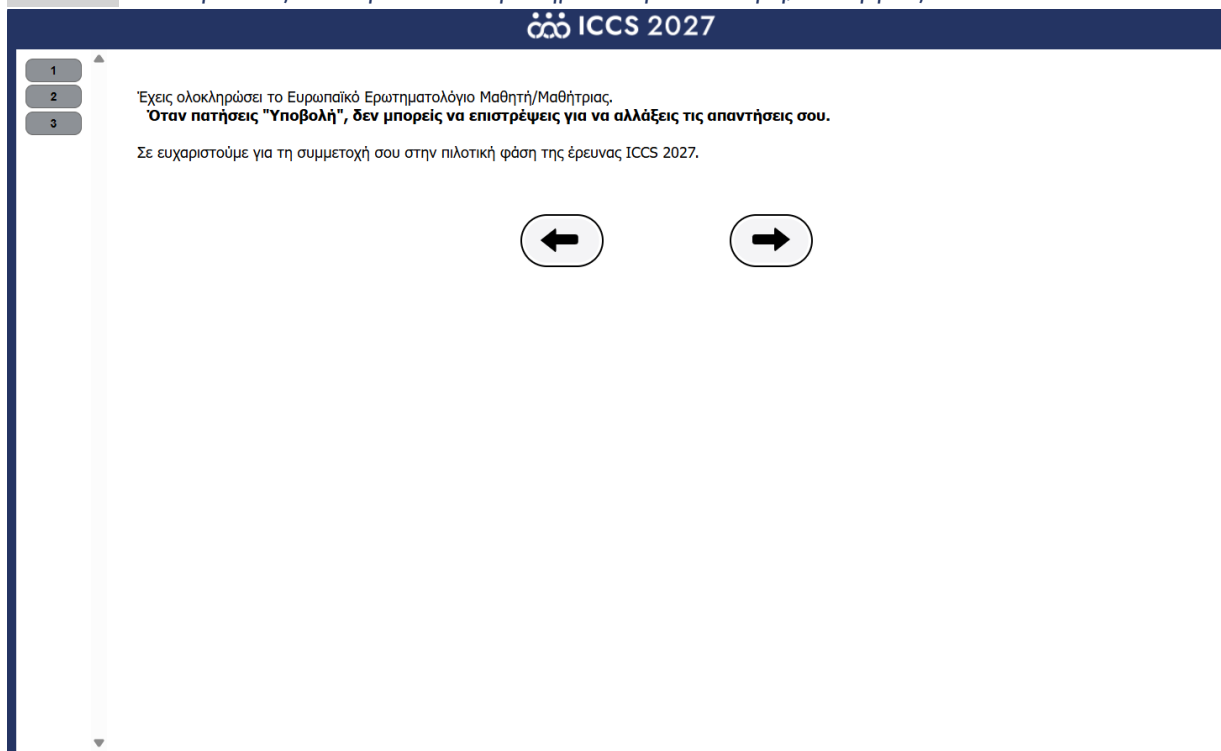 ICCS 2027
1
2
3
Έχεις ολοκληρώσει το Ευρωπαϊκό Ερωτηματολόγιο Μαθητή/Μαθήτριας.
Όταν πατήσεις "Υποβολή", δεν μπορείς να επιστρέψεις για να αλλάξεις τις απαντήσεις σου.
Σε ευχαριστούμε για τη συμμετοχή σου στην πιλοτική φάση της έρευνας ICCS 2027.